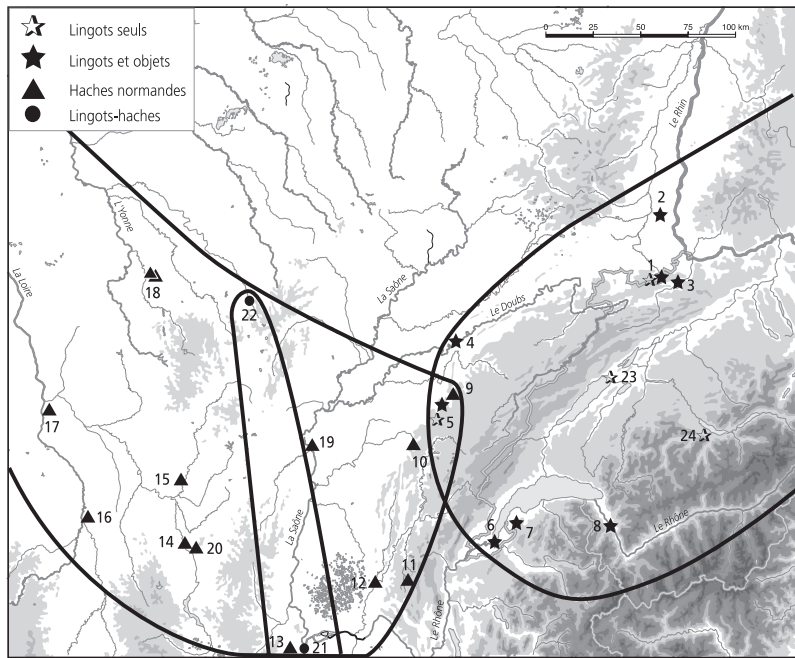 Lingots seuls
Lingots et objets
Haches normandes
Lingots-haches
0 25 50 75 100 km
Le Rhin
2
L'Yonne
1
3
La Loire
18
La Saône
22
Le Doubs
4
23
9
5
17
24
19
10
15
16
6
7
8
Le Rhône
14
20
La Saône
12
11
Le Rhône
13
21